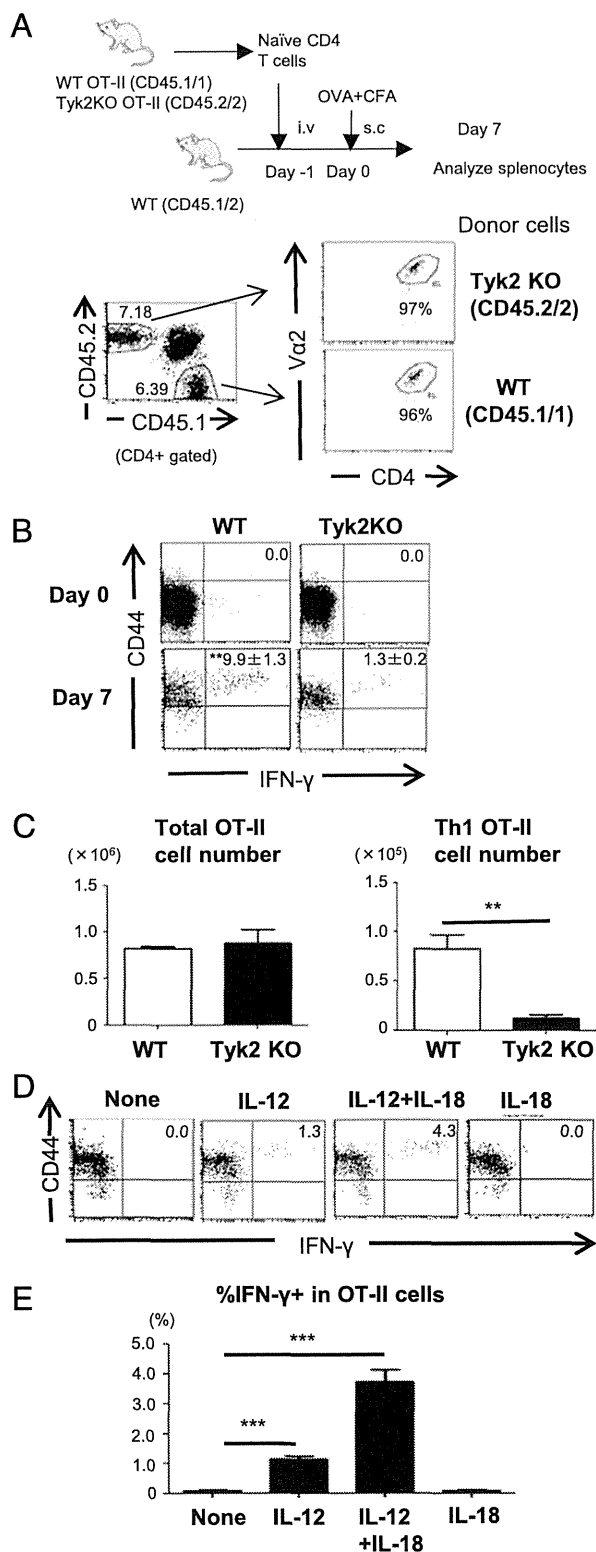 A
Naïve CD4
T cells
WT OT-II (CD45.1/1)
Tyk2KO OT-II (CD45.2/2)
OVA+CFA
i.v
s.c
Day 7
Day -1 Day 0
Analyze splenocytes
WT (CD45.1/2)
Donor cells
7.18
6.39
CD45.2
CD45.1
(CD4+ gated)
Vα2
97%
Tyk2 KO
(CD45.2/2)
96%
WT
(CD45.1/1)
CD4
B
WT Tyk2KO
Day 0
0.0 0.0
CD44
Day 7
**9.9±1.3 1.3±0.2
IFN-γ
C
Total OT-II
cell number
(×10⁶)
1.5
1.0
0.5
0
WT Tyk2 KO
Th1 OT-II
cell number
(×10⁵)
1.5
1.0
0.5
0
**
WT Tyk2 KO
D
None IL-12 IL-12+IL-18 IL-18
0.0 1.3 4.3 0.0
CD44
IFN-γ
E
%IFN-γ+ in OT-II cells
(%)
5.0
4.0
3.0
2.0
1.0
0
***
***
None IL-12 IL-12 IL-18
+IL-18